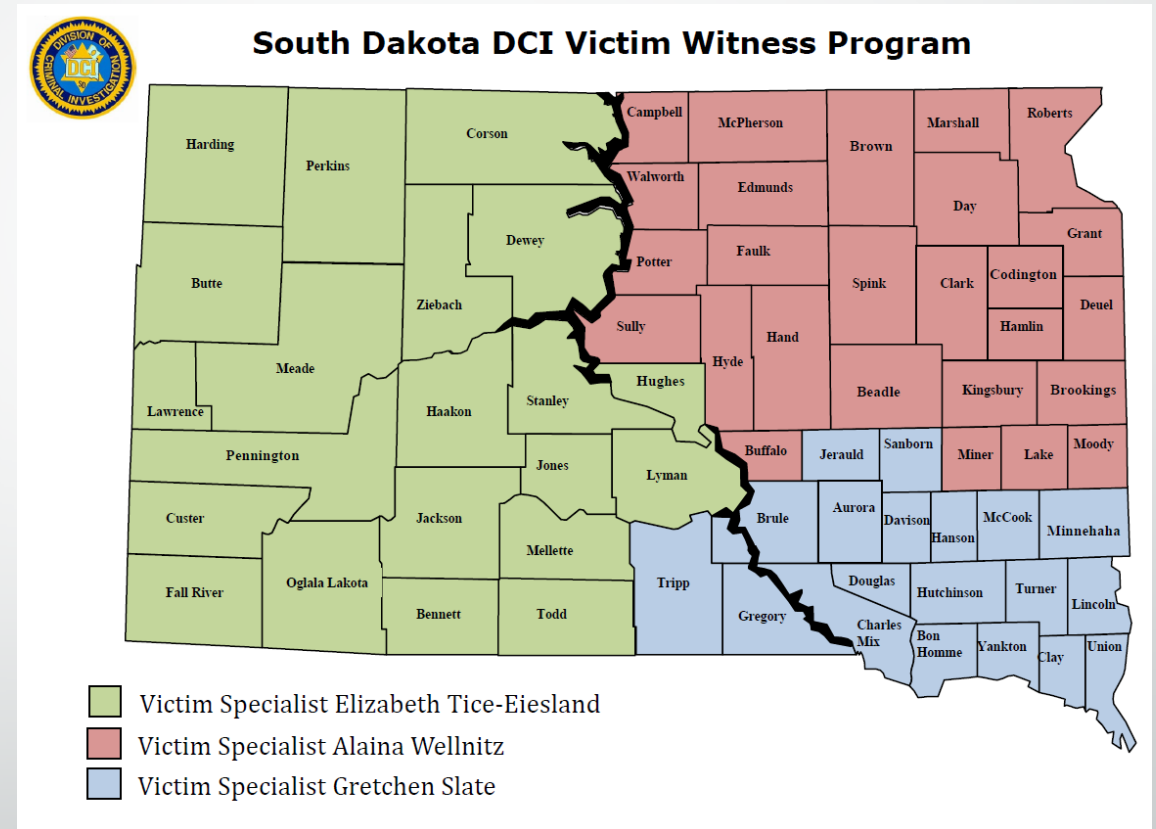 South Dakota DCI Victim Witness Program
DIVISION OF
CRIMINAL INVESTIGATION
DCI
Harding
Perkins
Corson
Campbell
McPherson
Brown
Marshall
Roberts
Walworth
Edmunds
Day
Dewey
Grant
Butte
Ziebach
Potter
Faulk
Spink
Clark
Codington
Deuel
Sully
Hamlin
Hand
Meade
Hyde
Hughes
Lawrence
Haakon
Stanley
Beadle
Kingsbury
Brookings
Pennington
Jones
Lyman
Buffalo
Jerauld
Sanborn
Miner
Lake
Moody
Custer
Jackson
Mellette
Brule
Aurora
Davison
Hanson
McCook
Minnehaha
Fall River
Oglala Lakota
Bennett
Todd
Tripp
Gregory
Douglas
Charles
Mix
Hutchinson
Turner
Lincoln
Bon
Homme
Yankton
Clay
Union
Victim Specialist Elizabeth Tice-Eiesland
Victim Specialist Alaina Wellnitz
Victim Specialist Gretchen Slate